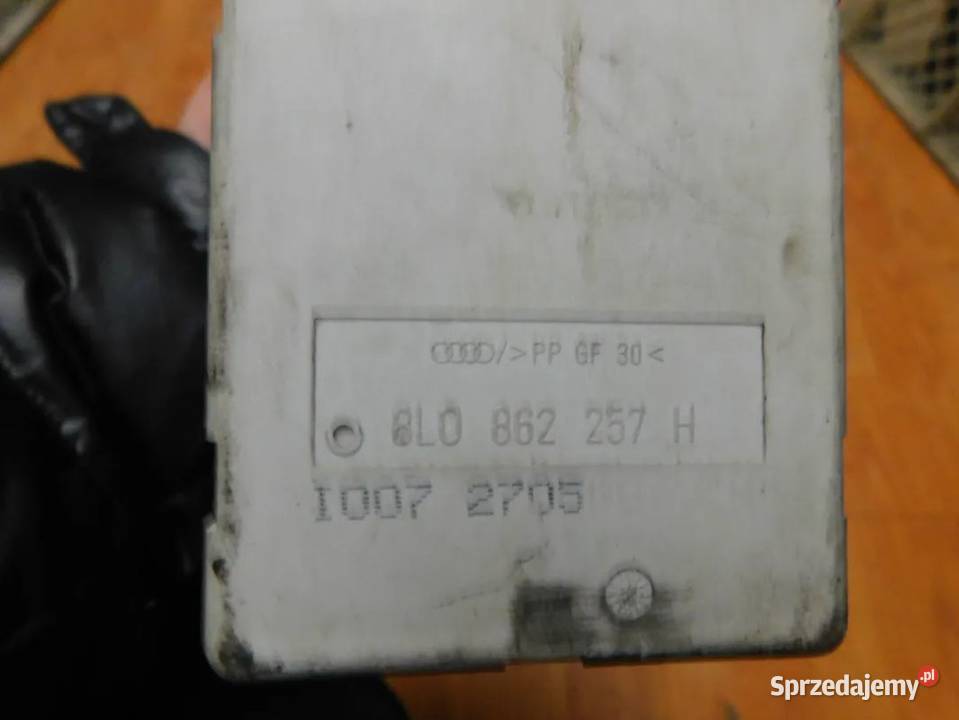 />PP GF 30<
8L0 862 257 H
I007 2705
Sprzedajemy.pl